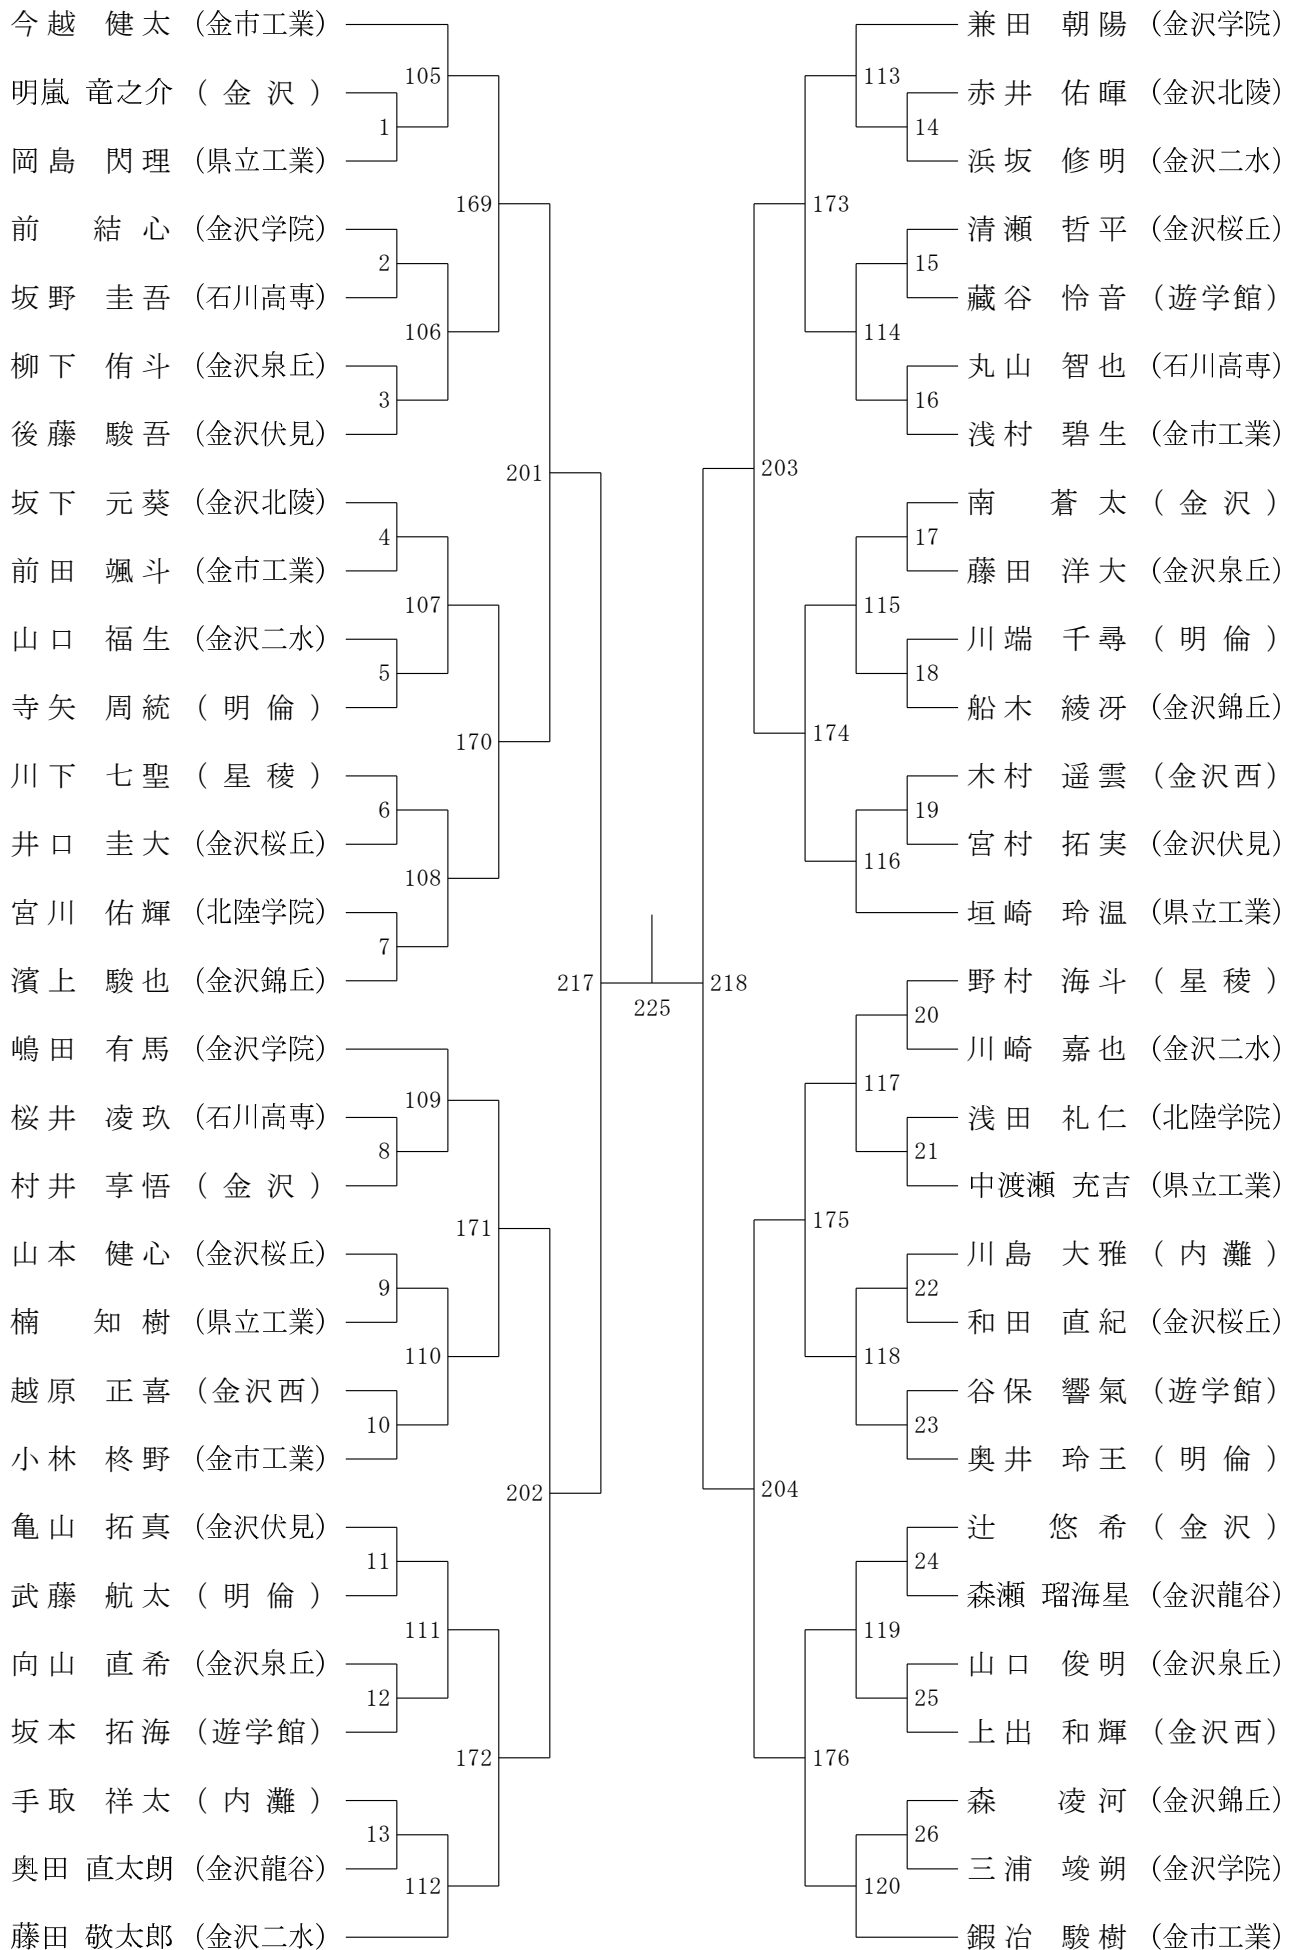 今越 健太 (金市工業)
105
明嵐 竜之介 (金沢)
1
岡島 閃理 (県立工業)
169
前 結心 (金沢学院)
2
坂野 圭吾 (石川高専)
106
柳下 侑斗 (金沢泉丘)
3
後藤 駿吾 (金沢伏見)
201
坂下 元葵 (金沢北陵)
4
前田 颯斗 (金市工業)
107
山口 福生 (金沢二水)
5
寺矢 周統 (明倫)
170
川下 七聖 (星稜)
6
井口 圭大 (金沢桜丘)
108
宮川 佑輝 (北陸学院)
7
濱上 駿也 (金沢錦丘)
217
嶋田 有馬 (金沢学院)
109
桜井 凌玖 (石川高専)
8
村井 享悟 (金沢)
171
山本 健心 (金沢桜丘)
9
楠 知樹 (県立工業)
110
越原 正喜 (金沢西)
10
小林 柊野 (金市工業)
202
亀山 拓真 (金沢伏見)
11
武藤 航太 (明倫)
111
向山 直希 (金沢泉丘)
12
坂本 拓海 (遊学館)
172
手取 祥太 (内灘)
13
奥田 直太朗 (金沢龍谷)
112
藤田 敬太郎 (金沢二水)
225
兼田 朝陽 (金沢学院)
113
赤井 佑暉 (金沢北陵)
14
浜坂 修明 (金沢二水)
173
清瀬 哲平 (金沢桜丘)
15
藏谷 怜音 (遊学館)
114
丸山 智也 (石川高専)
16
浅村 碧生 (金市工業)
203
南 蒼太 (金沢)
17
藤田 洋大 (金沢泉丘)
115
川端 千尋 (明倫)
18
船木 綾冴 (金沢錦丘)
174
木村 遥雲 (金沢西)
19
宮村 拓実 (金沢伏見)
116
垣崎 玲温 (県立工業)
218
野村 海斗 (星稜)
20
川崎 嘉也 (金沢二水)
117
浅田 礼仁 (北陸学院)
21
中渡瀬 充吉 (県立工業)
175
川島 大雅 (内灘)
22
和田 直紀 (金沢桜丘)
118
谷保 響氣 (遊学館)
23
奥井 玲王 (明倫)
204
辻 悠希 (金沢)
24
森瀬 瑠海星 (金沢龍谷)
119
山口 俊明 (金沢泉丘)
25
上出 和輝 (金沢西)
176
森 凌河 (金沢錦丘)
26
三浦 竣朔 (金沢学院)
120
鍜冶 駿樹 (金市工業)